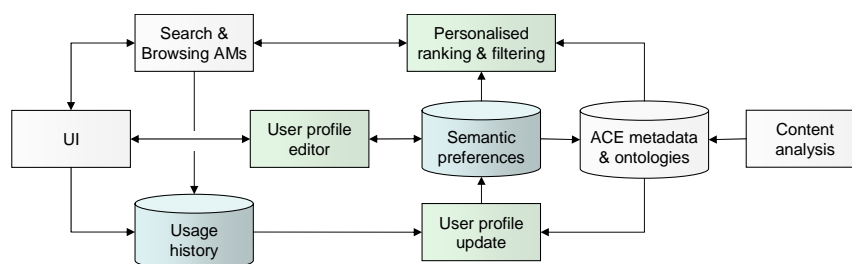 Search &
Browsing AMs
Personalised
ranking & filtering
UI
User profile
editor
Semantic
preferences
ACE metadata
& ontologies
Content
analysis
Usage
history
User profile
update